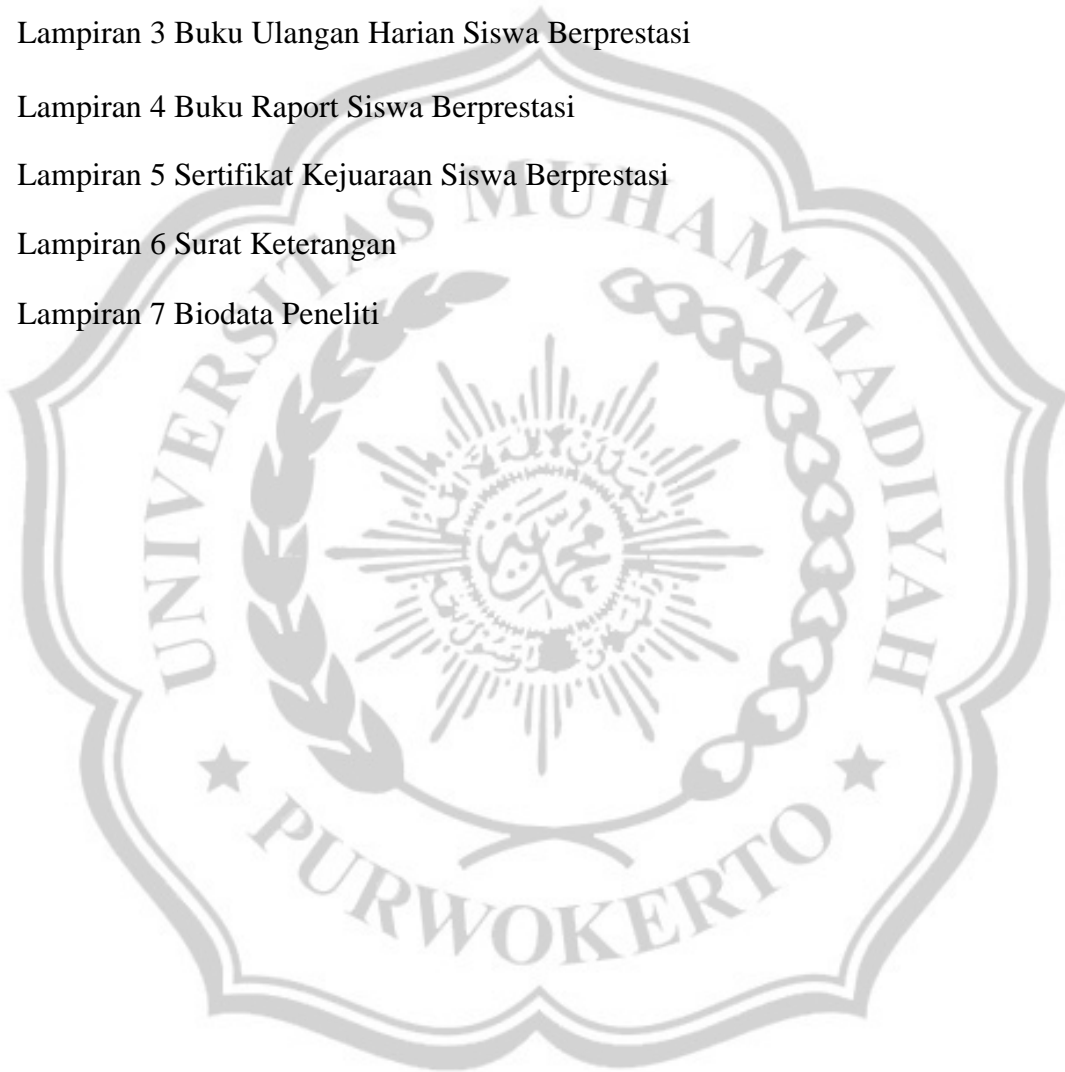 Lampiran 3 Buku Ulangan Harian Siswa Berprestasi
Lampiran 4 Buku Raport Siswa Berprestasi
Lampiran 5 Sertifikat Kejuaraan Siswa Berprestasi
Lampiran 6 Surat Keterangan
Lampiran 7 Biodata Peneliti
UNIVERSITAS MUHAMMADIYAH
PURWOKERTO